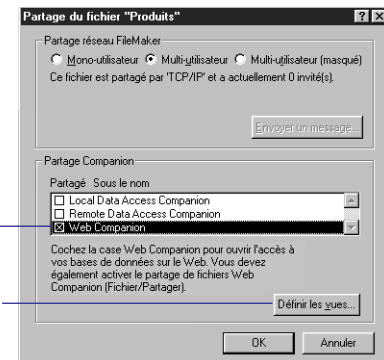 Partage du fichier "Produits"
Partage réseau FileMaker
Mono-utilisateur Multi-utilisateur Multi-utilisateur (masqué)
Ce fichier est partagé par 'TCP/IP' et a actuellement 0 invité(s).
Envoyer un message...
Partage Companion
Partagé Sous le nom
Local Data Access Companion
Remote Data Access Companion
Web Companion
Cochez la case Web Companion pour ouvrir l'accès à
vos bases de données sur le Web. Vous devez
également activer le partage de fichiers Web
Companion (Fichier/Partager).
Définir les vues...
OK Annuler